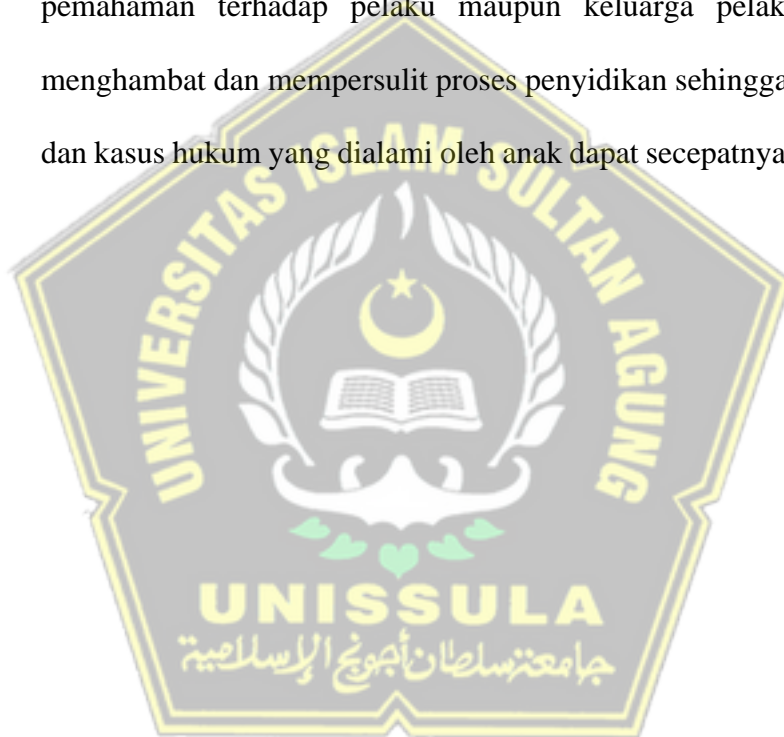 pemahaman terhadap pelaku maupun keluarga pelak
menghambat dan mempersulit proses penyidikan sehingga
dan kasus hukum yang dialami oleh anak dapat secepatnya
UNIVERSITAS ISLAM SULTAN AGUNG
UNISSULA
جامعة سلطان أجونج الإسلامية